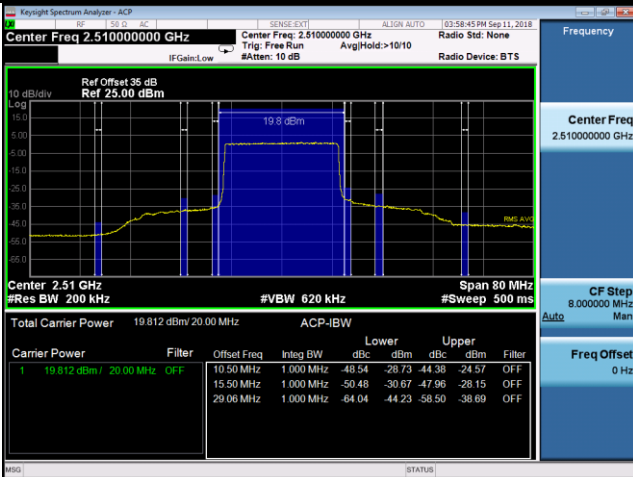 Keysight Spectrum Analyzer - ACP
RF 50 Ω AC SENSE:EXT ALIGN AUTO 03:58:45 PM Sep 11, 2018
Center Freq 2.510000000 GHz
Center Freq: 2.510000000 GHz Radio Std: None
Trig: Free Run Avg|Hold:>10/10
IFGain:Low #Atten: 10 dB Radio Device: BTS
Ref Offset 35 dB
10 dB/div Ref 25.00 dBm
Log
15.0
5.00
-5.00
-15.0
-25.0
-35.0
-45.0
-55.0
-65.0
19.8 dBm
RMS AVG
Center 2.51 GHz Span 80 MHz
#Res BW 200 kHz #VBW 620 kHz #Sweep 500 ms
Total Carrier Power 19.812 dBm/ 20.00 MHz ACP-IBW
Lower Upper
Carrier Power Filter Offset Freq Integ BW dBc dBm dBc dBm Filter
1 19.812 dBm / 20.00 MHz OFF 10.50 MHz 1.000 MHz -48.54 -28.73 -44.38 -24.57 OFF
15.50 MHz 1.000 MHz -50.48 -30.67 -47.96 -28.15 OFF
29.06 MHz 1.000 MHz -64.04 -44.23 -58.50 -38.69 OFF
MSG STATUS
Frequency
Center Freq
2.510000000 GHz
CF Step
8.000000 MHz
Auto Man
Freq Offset
0 Hz